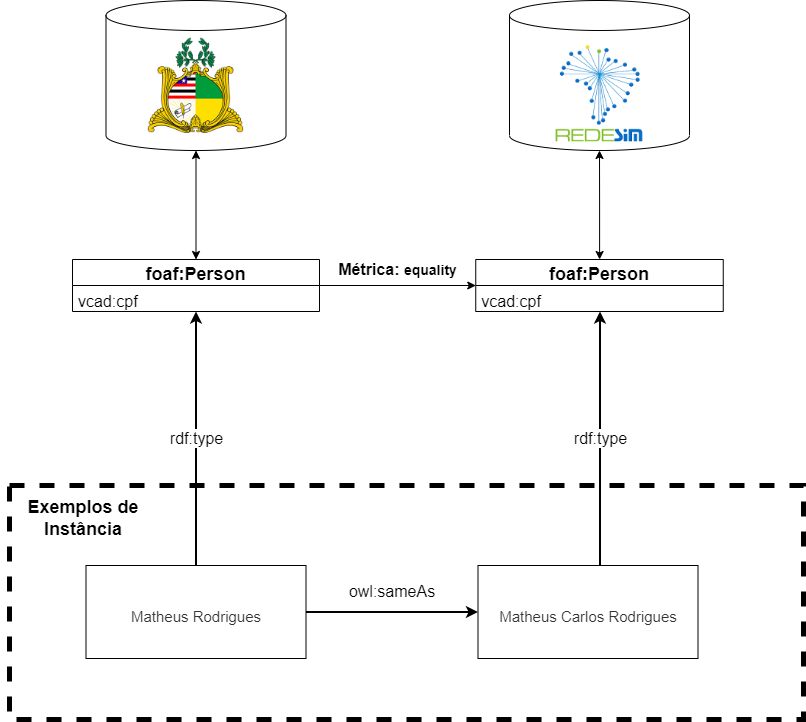 REDESIM
foaf:Person
Métrica: equality
foaf:Person
vcad:cpf
vcad:cpf
rdf:type
rdf:type
Exemplos de
Instância
owl:sameAs
Matheus Rodrigues
Matheus Carlos Rodrigues